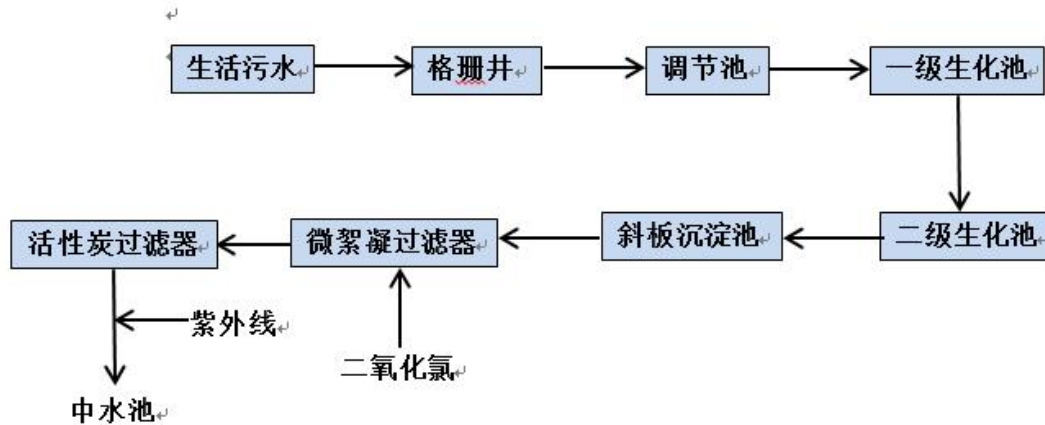 生活污水
格珊井
调节池
一级生化池
二级生化池
斜板沉淀池
微絮凝过滤器
活性炭过滤器
紫外线
二氧化氯
中水池